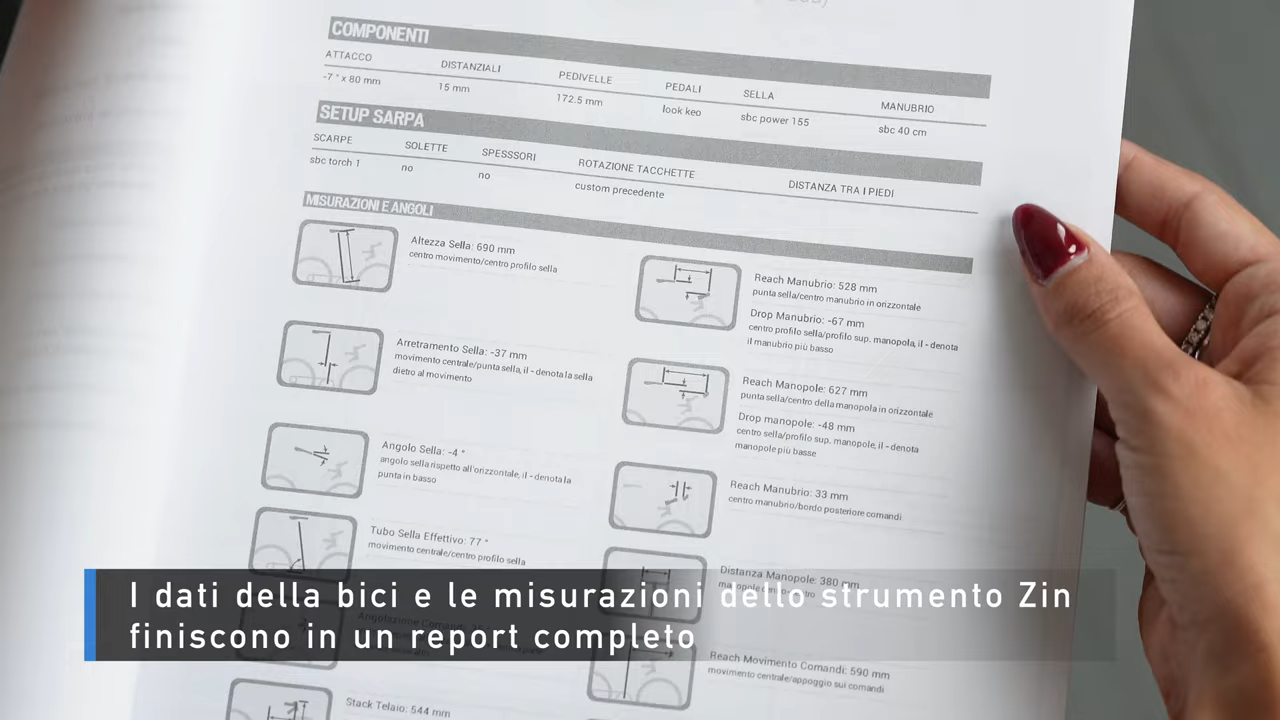 COMPONENTI
ATTACCO DISTANZIALI PEDIVELLE PEDALI SELLA MANUBRIO
-7 ° x 80 mm 15 mm 172.5 mm look keo sbc power 155 sbc 40 cm
SETUP SARPA
SCARPE SOLETTE SPESSSORI ROTAZIONE TACCHETTE DISTANZA TRA I PIEDI
sbc torch 1 no no custom precedente
MISURAZIONI E ANGOLI
Altezza Sella: 690 mm
centro movimento/centro profilo sella
Arretramento Sella: -37 mm
movimento centrale/punta sella, il - denota la sella
dietro al movimento
Angolo Sella: -4 °
angolo sella rispetto all'orizzontale, il - denota la
punta in basso
Tubo Sella Effettivo: 77 °
movimento centrale/centro profilo sella
Stack Telaio: 544 mm
Reach Manubrio: 528 mm
punta sella/centro manubrio in orizzontale
Drop Manubrio: -67 mm
centro profilo sella/profilo sup. manopola, il - denota
il manubrio più basso
Reach Manopole: 627 mm
punta sella/centro della manopola in orizzontale
Drop manopole: -48 mm
centro sella/profilo sup. manopole, il - denota
manopole più basse
Reach Manubrio: 33 mm
centro manubrio/bordo posteriore comandi
Distanza Manopole: 380 mm
Reach Movimento Comandi: 590 mm
movimento centrale/appoggio sui comandi
I dati della bici e le misurazioni dello strumento Zin
finiscono in un report completo